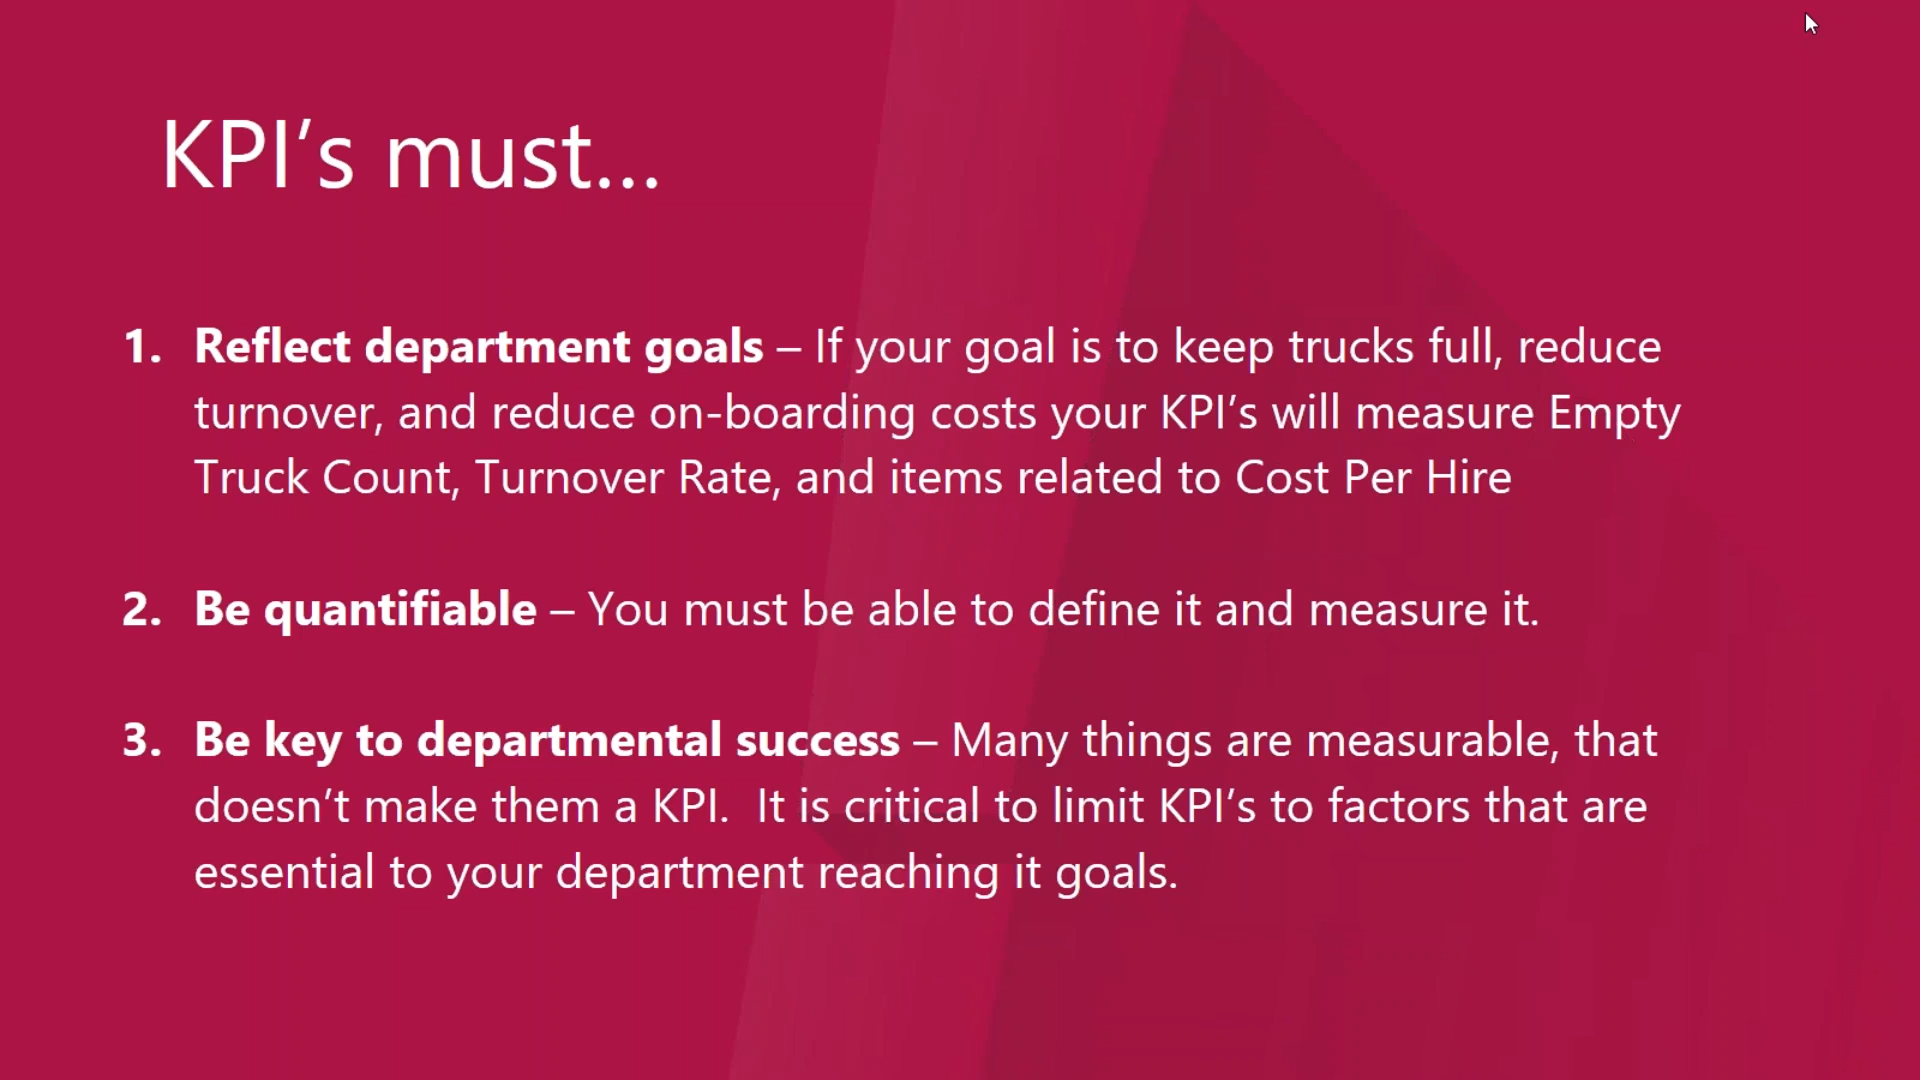 KPI’s must...
1. Reflect department goals – If your goal is to keep trucks full, reduce
turnover, and reduce on-boarding costs your KPI’s will measure Empty
Truck Count, Turnover Rate, and items related to Cost Per Hire
2. Be quantifiable – You must be able to define it and measure it.
3. Be key to departmental success – Many things are measurable, that
doesn’t make them a KPI.  It is critical to limit KPI’s to factors that are
essential to your department reaching it goals.